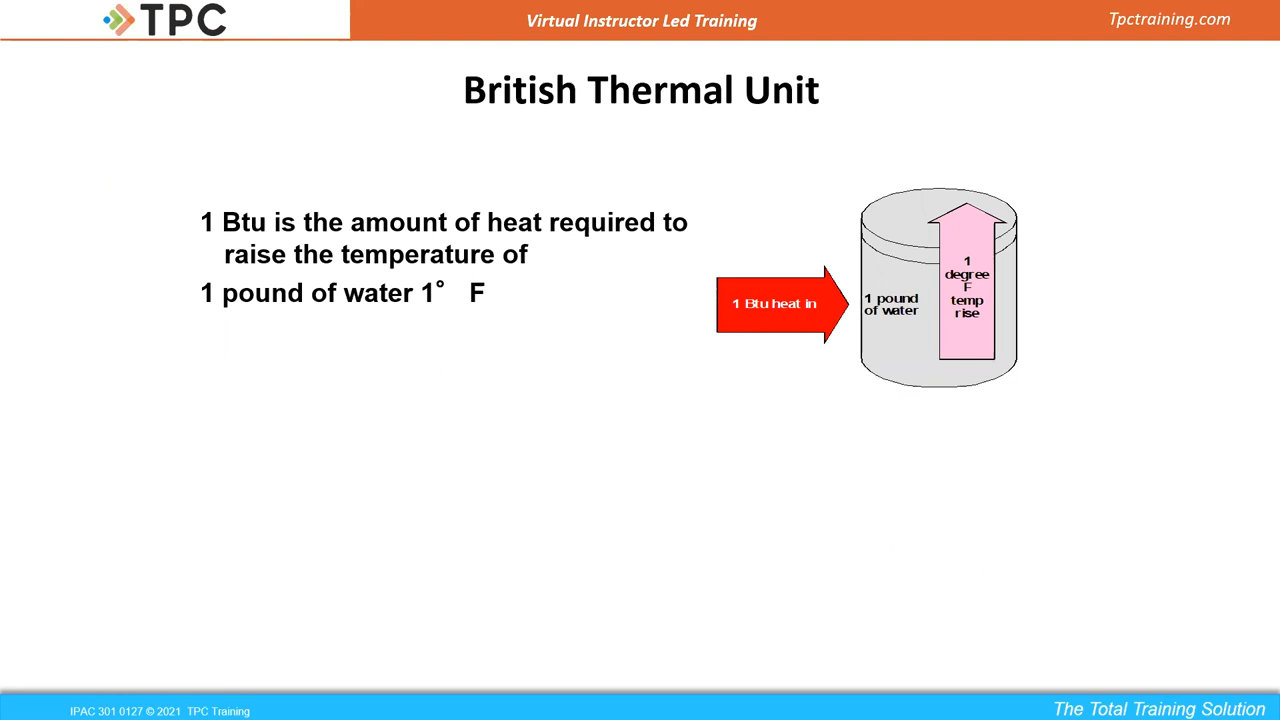 TPC
Virtual Instructor Led Training
Tpctraining.com
British Thermal Unit
1 Btu is the amount of heat required to
raise the temperature of
1 pound of water 1° F
1 Btu heat in
1 pound
of water
1
degree
F
temp
rise
IPAC 301 0127 © 2021 TPC Training
The Total Training Solution